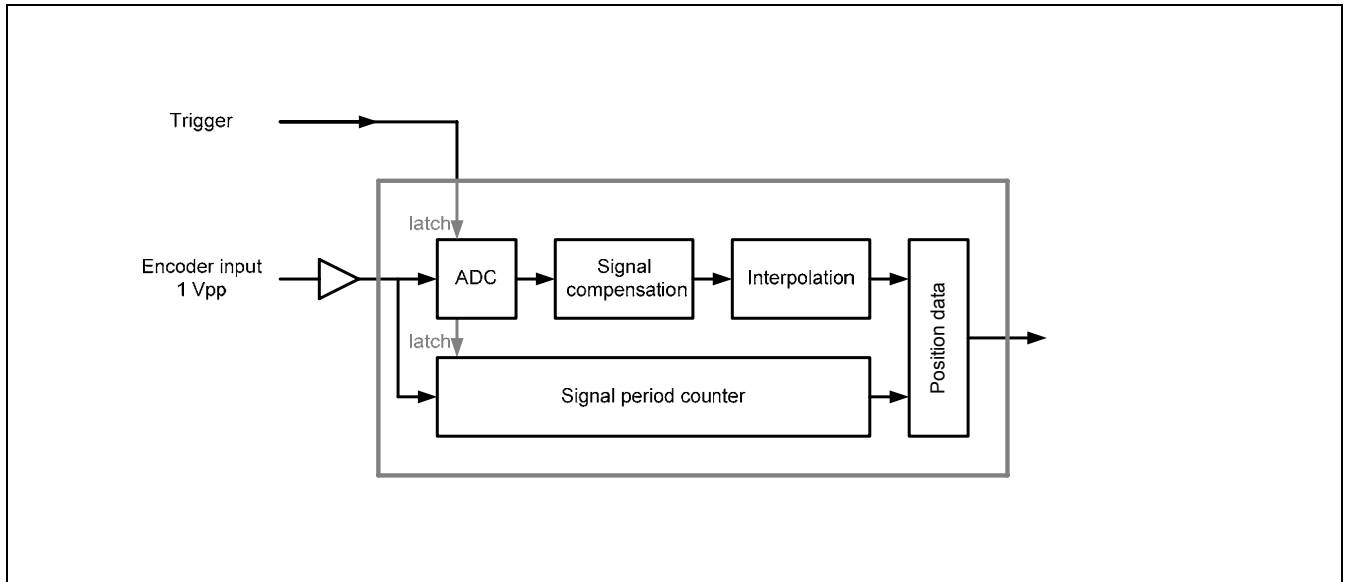 Trigger
latch
Encoder input
1 Vpp
ADC
Signal
compensation
Interpolation
Position data
latch
Signal period counter